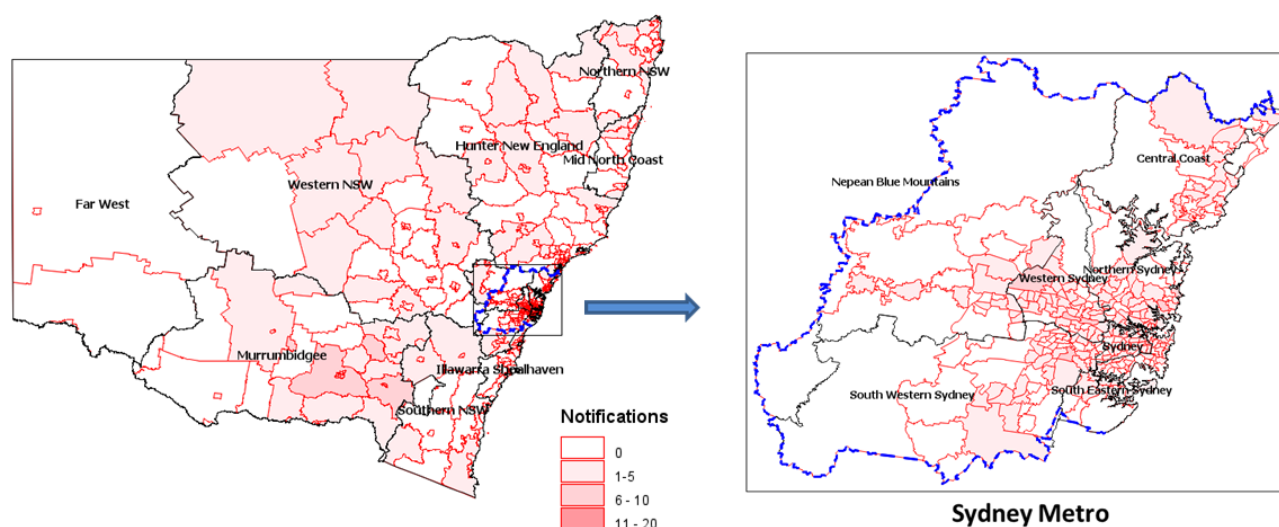 Northern NSW
Hunter New England
Mid North Coast
Western NSW
Far West
Murrumbidgee
Illawarra Shoalhaven
Southern NSW
Notifications
0
1-5
6 - 10
11 - 20
Central Coast
Nepean Blue Mountains
Northern Sydney
Western Sydney
Sydney
South Western Sydney
South Eastern Sydney
Sydney Metro